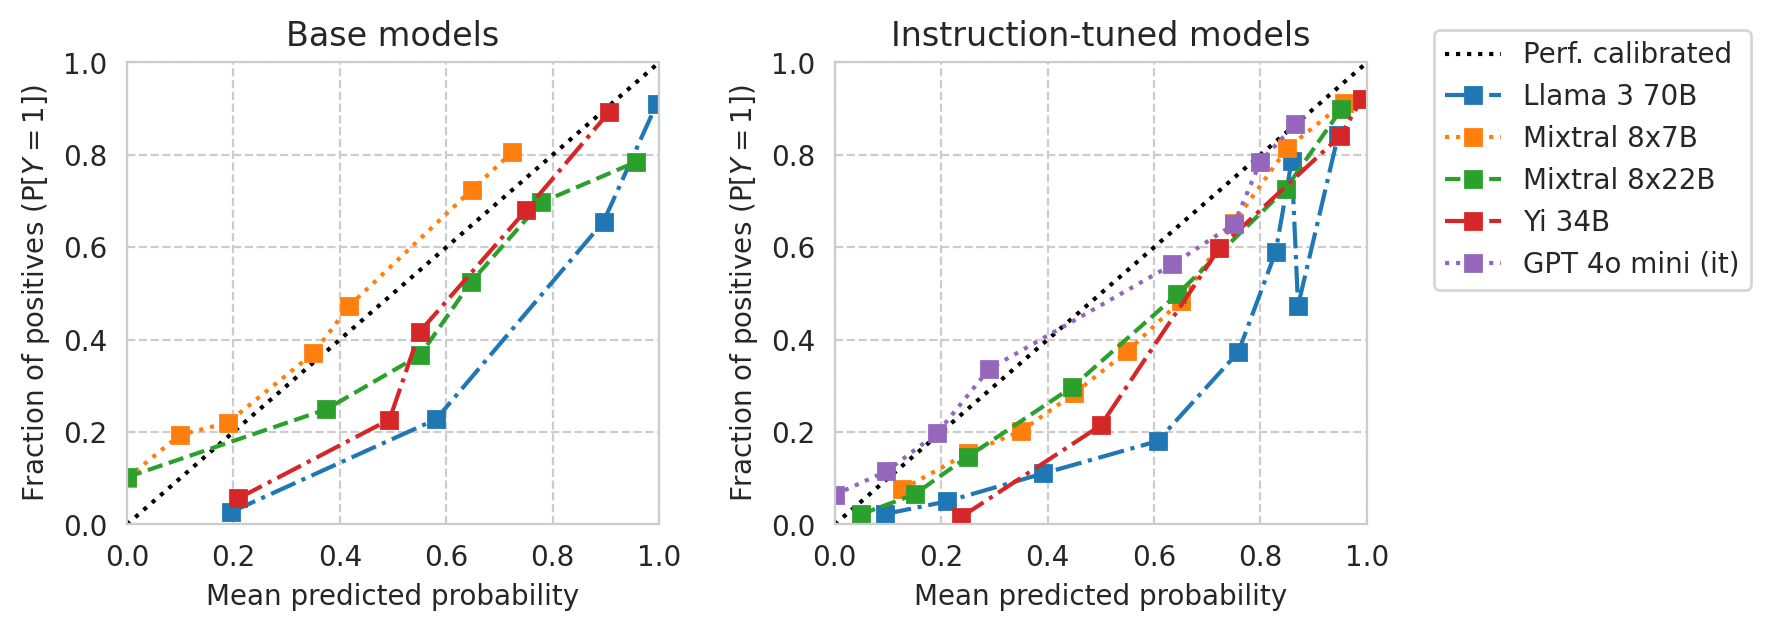 Base models
Fraction of positives (P[Y = 1])
1.0
0.8
0.6
0.4
0.2
0.0
0.0 0.2 0.4 0.6 0.8 1.0
Mean predicted probability
Instruction-tuned models
Fraction of positives (P[Y = 1])
1.0
0.8
0.6
0.4
0.2
0.0
0.0 0.2 0.4 0.6 0.8 1.0
Mean predicted probability
Perf. calibrated
Llama 3 70B
Mixtral 8x7B
Mixtral 8x22B
Yi 34B
GPT 4o mini (it)